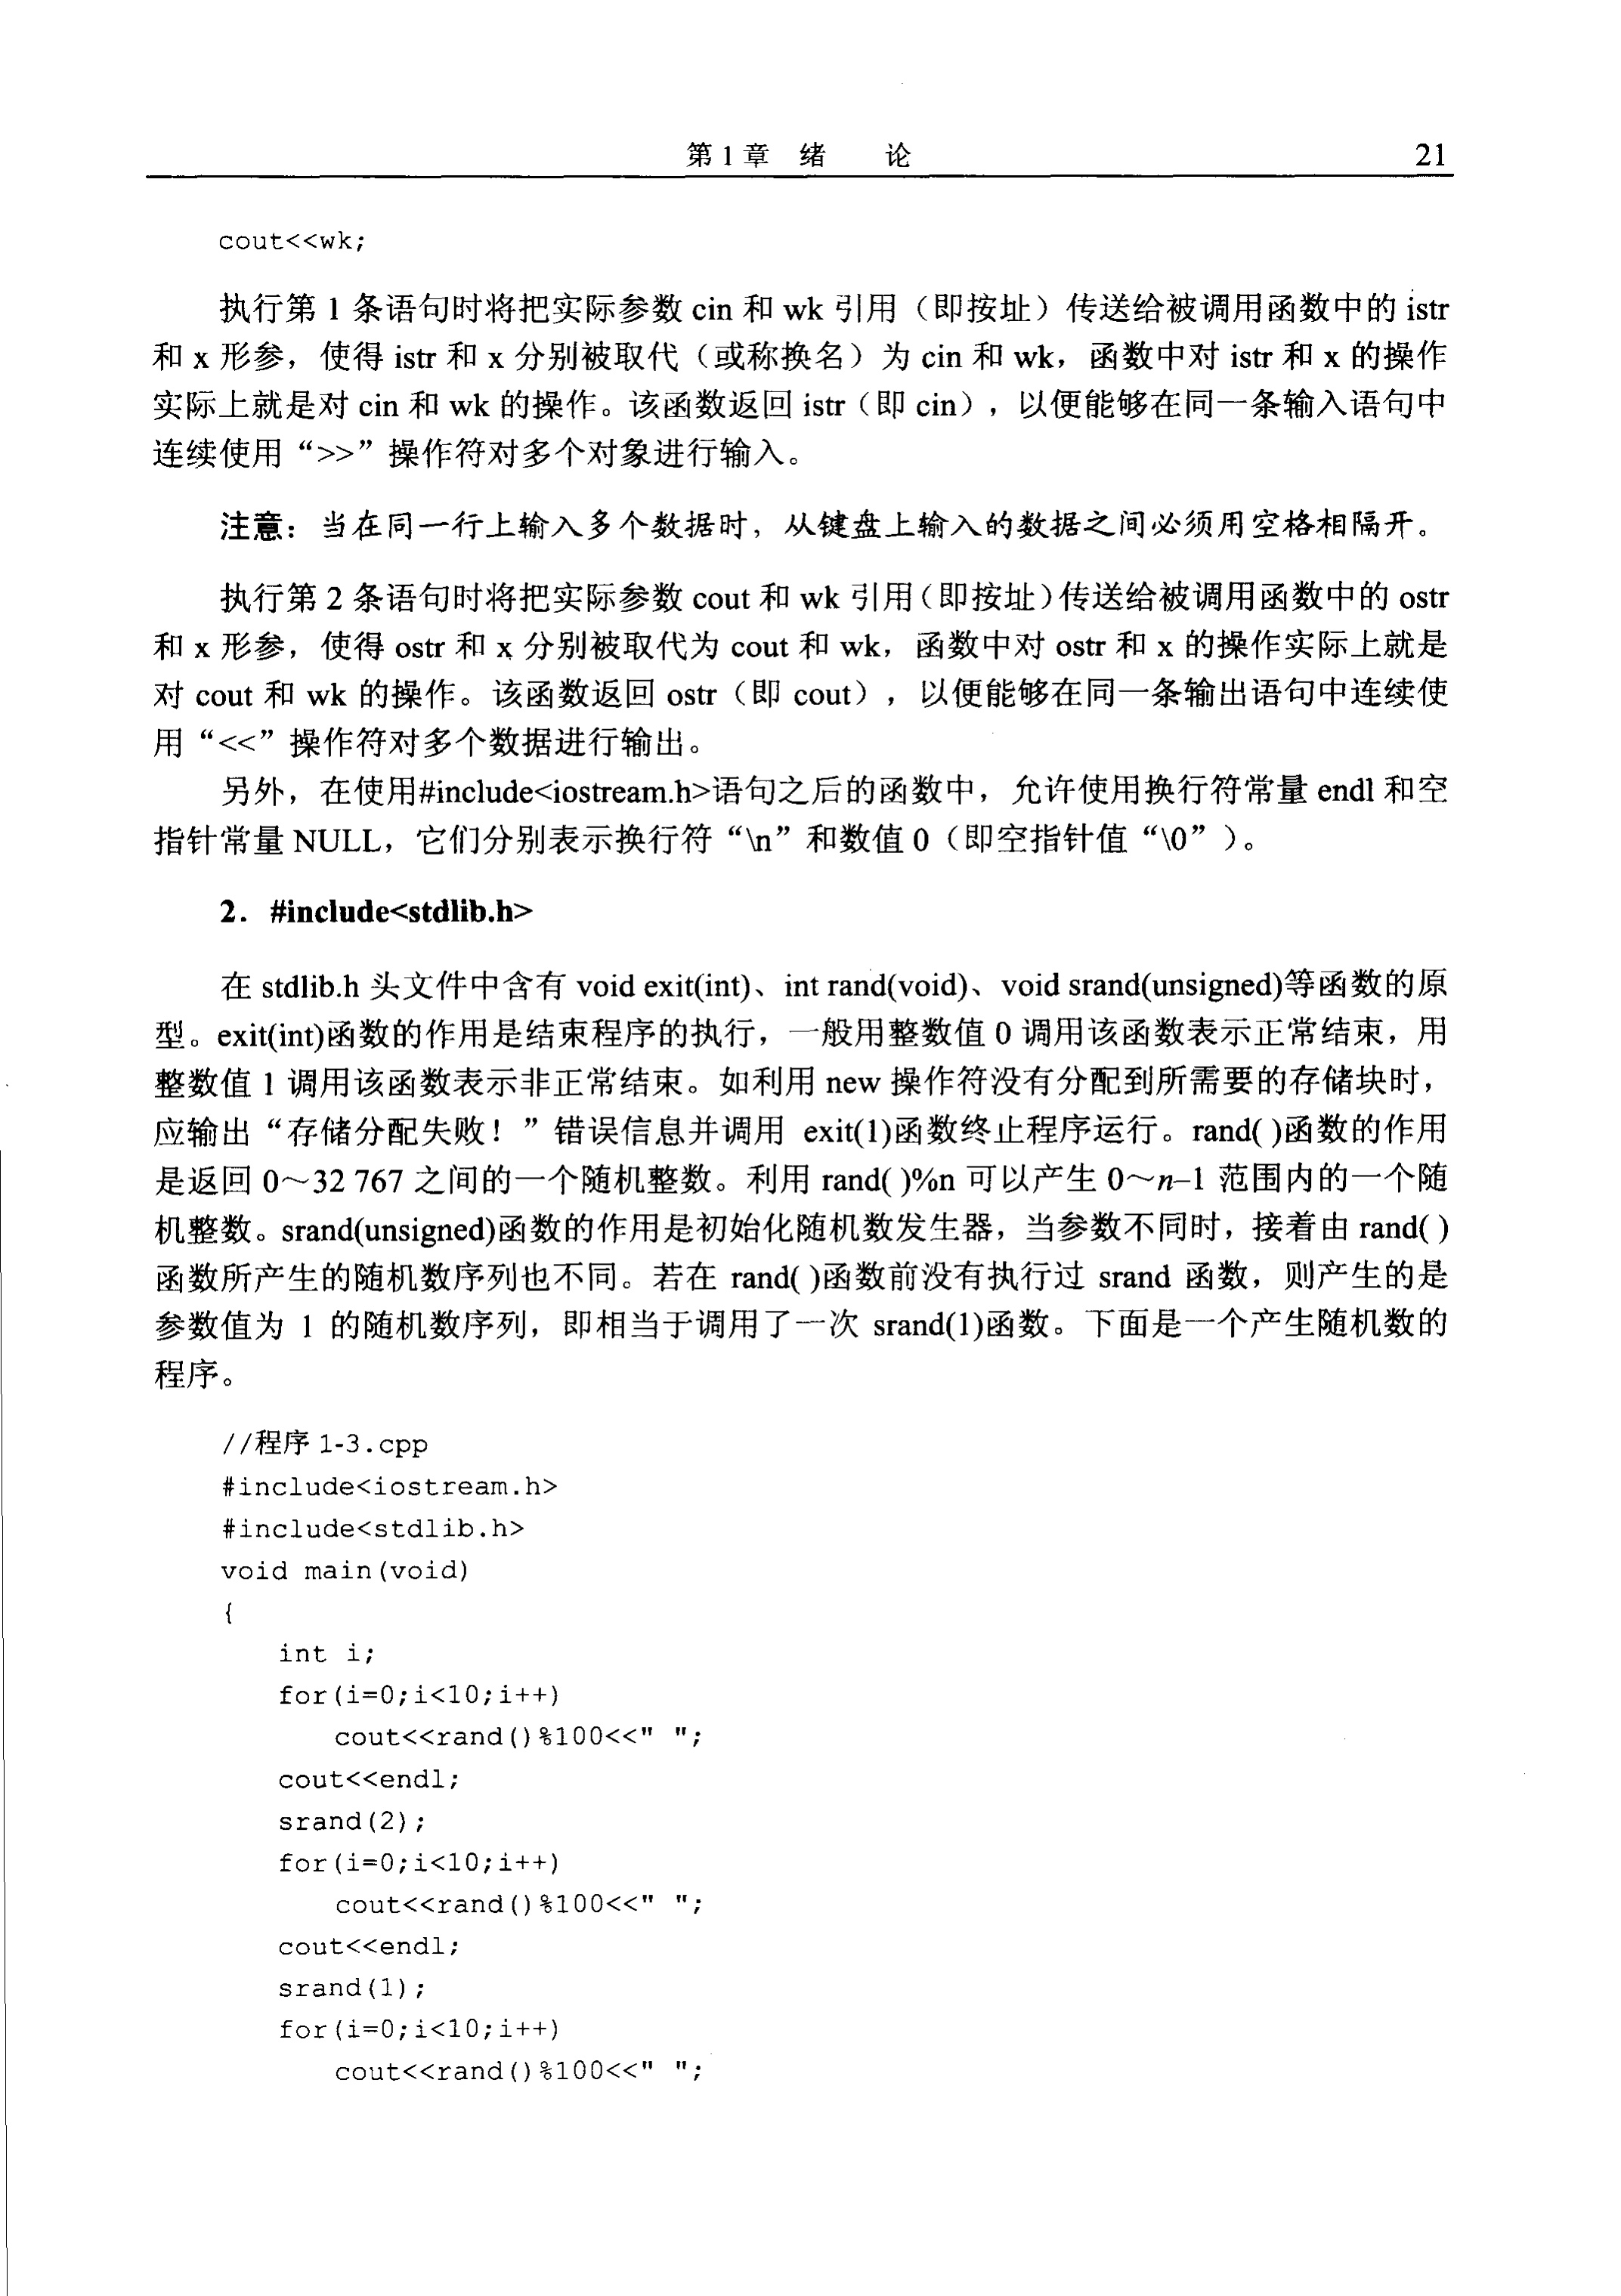 第 1 章 绪 论 21
cout<<wk;
执行第 1 条语句时将把实际参数 cin 和 wk 引用（即按址）传送给被调用函数中的 istr
和 x 形参，使得 istr 和 x 分别被取代（或称换名）为 cin 和 wk，函数中对 istr 和 x 的操作
实际上就是对 cin 和 wk 的操作。该函数返回 istr（即 cin），以便能够在同一条输入语句中
连续使用“>>”操作符对多个对象进行输入。
注意：当在同一行上输入多个数据时，从键盘上输入的数据之间必须用空格相隔开。
执行第 2 条语句时将把实际参数 cout 和 wk 引用（即按址）传送给被调用函数中的 ostr
和 x 形参，使得 ostr 和 x 分别被取代为 cout 和 wk，函数中对 ostr 和 x 的操作实际上就是
对 cout 和 wk 的操作。该函数返回 ostr（即 cout），以便能够在同一条输出语句中连续使
用“<<”操作符对多个数据进行输出。
另外，在使用#include<iostream.h>语句之后的函数中，允许使用换行符常量 endl 和空
指针常量 NULL，它们分别表示换行符“\n”和数值 0（即空指针值“\0”）。
2．#include<stdlib.h>
在 stdlib.h 头文件中含有 void exit(int)、int rand(void)、void srand(unsigned)等函数的原
型。exit(int)函数的作用是结束程序的执行，一般用整数值 0 调用该函数表示正常结束，用
整数值 1 调用该函数表示非正常结束。如利用 new 操作符没有分配到所需要的存储块时，
应输出“存储分配失败！”错误信息并调用 exit(1)函数终止程序运行。rand( )函数的作用
是返回 0～32 767 之间的一个随机整数。利用 rand( )%n 可以产生 0～n–1 范围内的一个随
机整数。srand(unsigned)函数的作用是初始化随机数发生器，当参数不同时，接着由 rand( )
函数所产生的随机数序列也不同。若在 rand( )函数前没有执行过 srand 函数，则产生的是
参数值为 1 的随机数序列，即相当于调用了一次 srand(1)函数。下面是一个产生随机数的
程序。
//程序 1-3.cpp
#include<iostream.h>
#include<stdlib.h>
void main(void)
{
int i;
for(i=0;i<10;i++)
cout<<rand()%100<<" ";
cout<<endl;
srand(2);
for(i=0;i<10;i++)
cout<<rand()%100<<" ";
cout<<endl;
srand(1);
for(i=0;i<10;i++)
cout<<rand()%100<<" ";